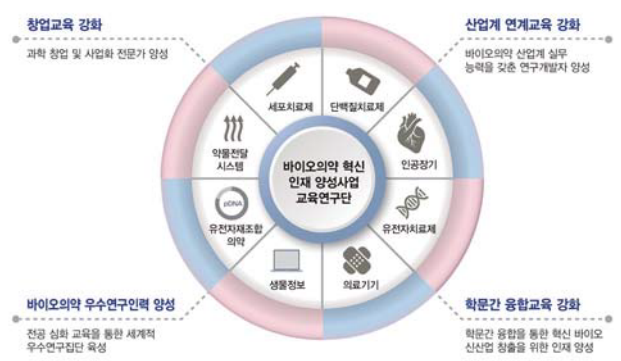 창업교육 강화
과학 창업 및 사업화 전문가 양성
산업계 연계교육 강화
바이오의약 산업계 실무
능력을 갖춘 연구개발자 양성
세포치료제
단백질치료제
약물전달
시스템
인공장기
바이오의약 혁신
인재 양성사업
교육연구단
pDNA
유전자재조합
의약
유전자치료제
생물정보
의료기기
바이오의약 우수연구인력 양성
전공 심화 교육을 통한 세계적
우수연구집단 육성
학문간 융합교육 강화
학문간 융합을 통한 혁신 바이오
신산업 창출을 위한 인재 양성